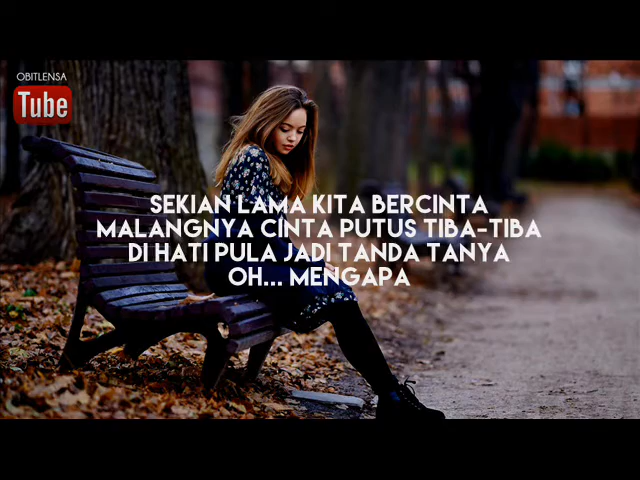 OBITLENSA
Tube
SEKIAN LAMA KITA BERCINTA
MALANGNYA CINTA PUTUS TIBA-TIBA
DI HATI PULA JADI TANDA TANYA
OH... MENGAPA